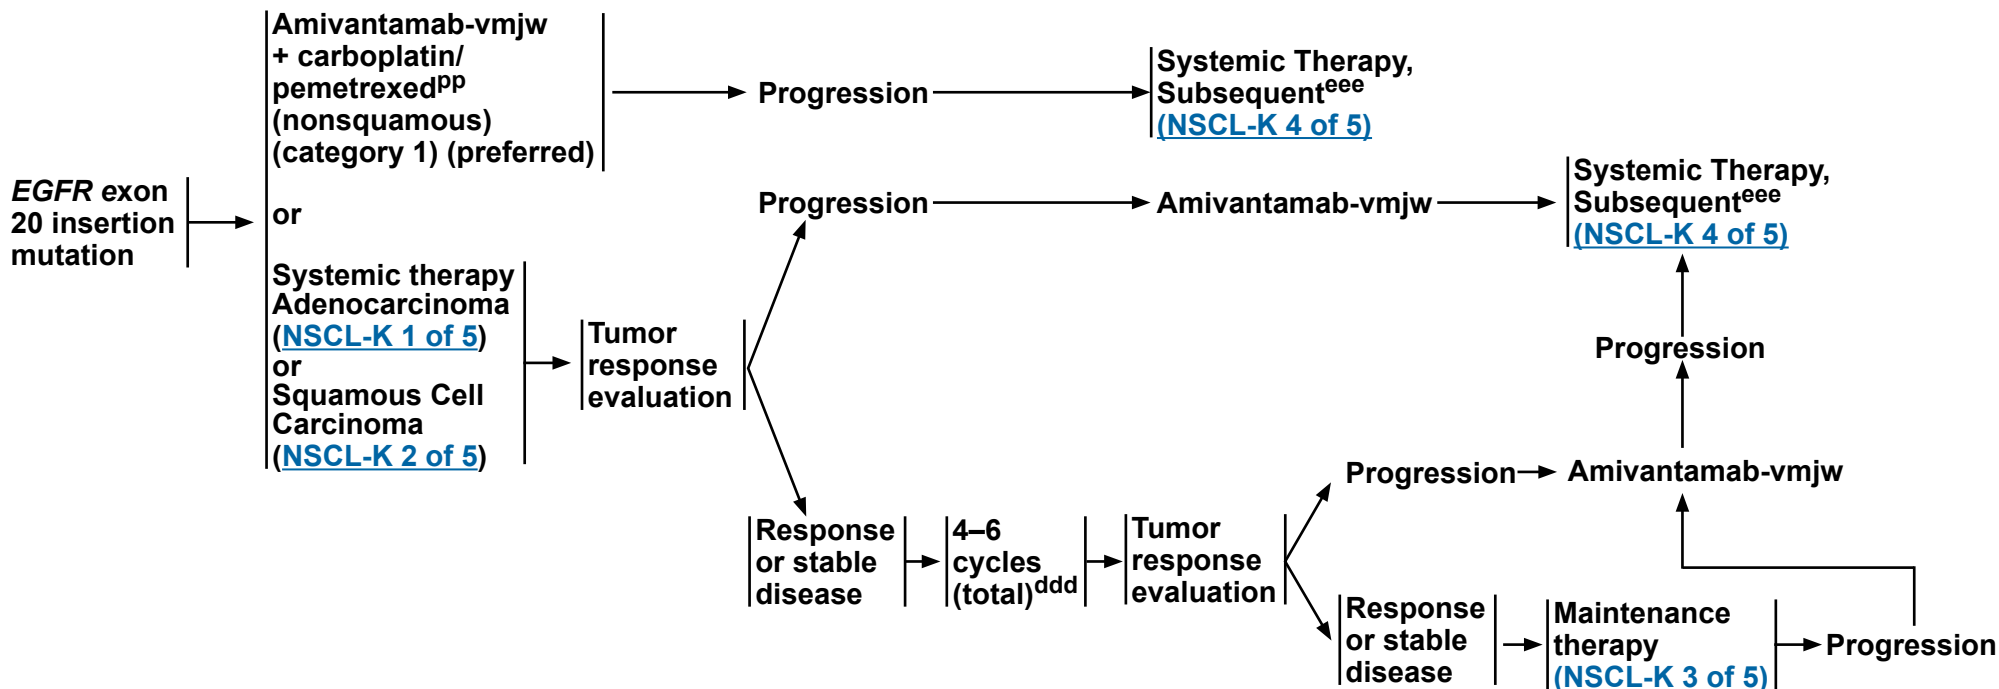 EGFR exon
20 insertion
mutation
Amivantamab-vmjw
+ carboplatin/
pemetrexedpp
(nonsquamous)
(category 1) (preferred)
or
Systemic therapy
Adenocarcinoma
(NSCL-K 1 of 5)
or
Squamous Cell
Carcinoma
(NSCL-K 2 of 5)
Progression
Systemic Therapy,
Subsequenteee
(NSCL-K 4 of 5)
Tumor
response
evaluation
Progression
Amivantamab-vmjw
Systemic Therapy,
Subsequenteee
(NSCL-K 4 of 5)
Response
or stable
disease
4–6
cycles
(total)ddd
Tumor
response
evaluation
Progression
Amivantamab-vmjw
Progression
Response
or stable
disease
Maintenance
therapy
(NSCL-K 3 of 5)
Progression